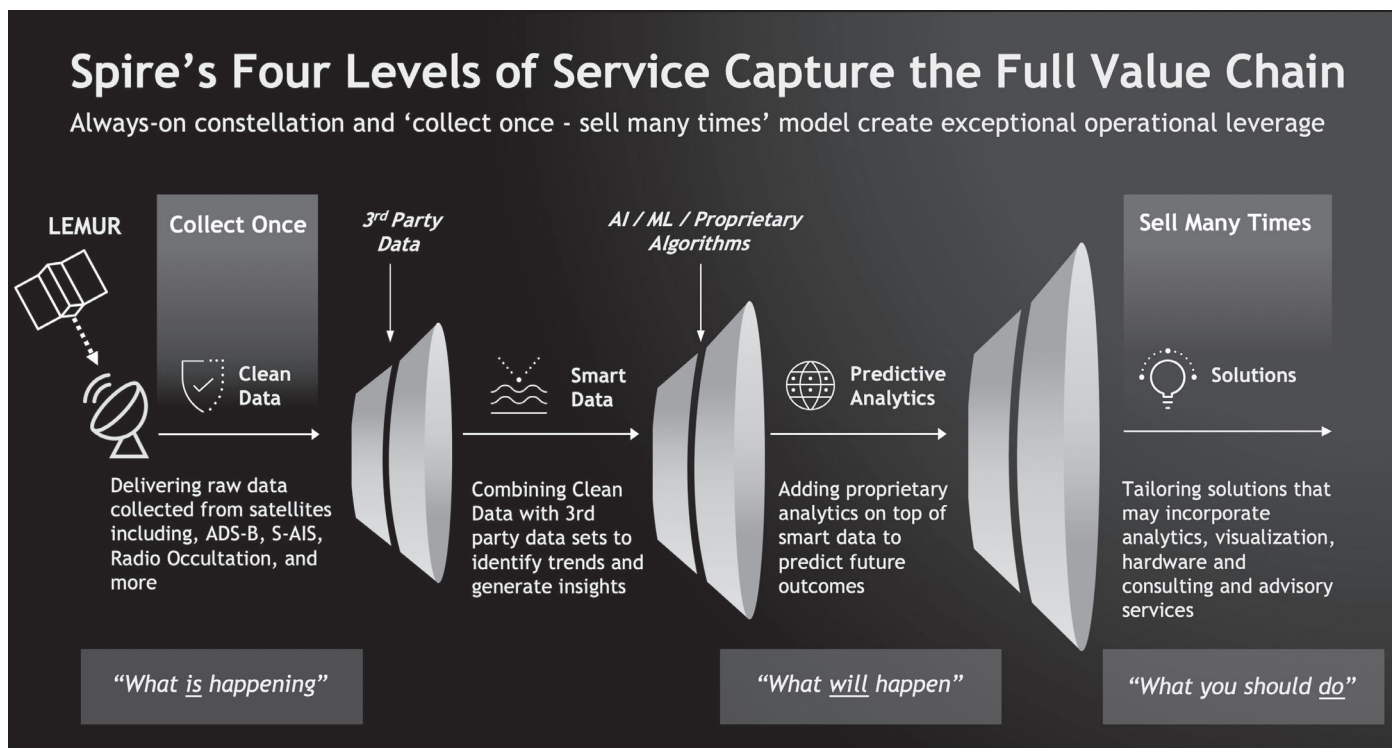 Spire's Four Levels of Service Capture the Full Value Chain
Always-on constellation and ‘collect once - sell many times’ model create exceptional operational leverage
LEMUR
Collect Once
3rd Party
Data
AI / ML / Proprietary
Algorithms
Sell Many Times
Clean
Data
Smart
Data
Predictive
Analytics
Solutions
Delivering raw data
collected from satellites
including, ADS-B, S-AIS,
Radio Occultation, and
more
Combining Clean
Data with 3rd
party data sets to
identify trends and
generate insights
Adding proprietary
analytics on top of
smart data to
predict future
outcomes
Tailoring solutions that
may incorporate
analytics, visualization,
hardware and
consulting and advisory
services
“What is happening”
“What will happen”
“What you should do”